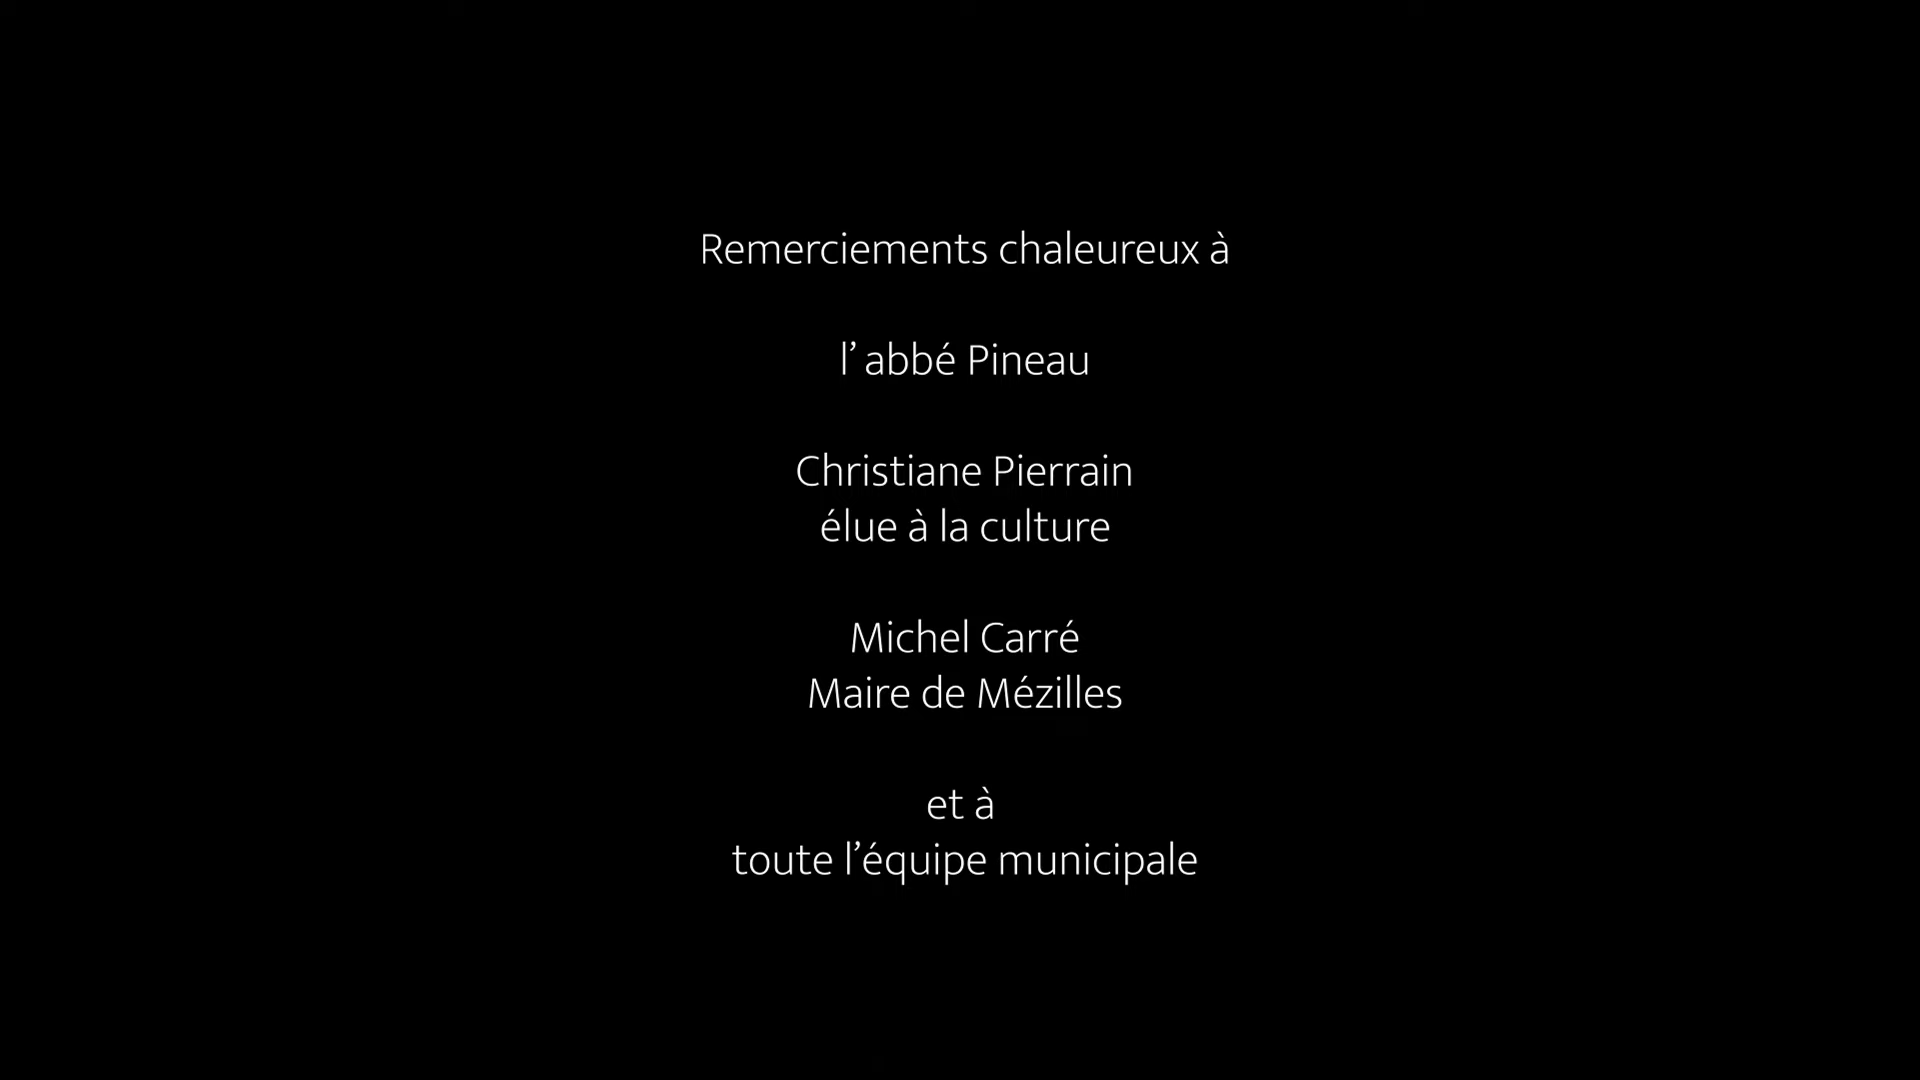 Remerciements chaleureux à
l’ abbé Pineau
Christiane Pierrain
élue à la culture
Michel Carré
Maire de Mézilles
et à
toute l’équipe municipale